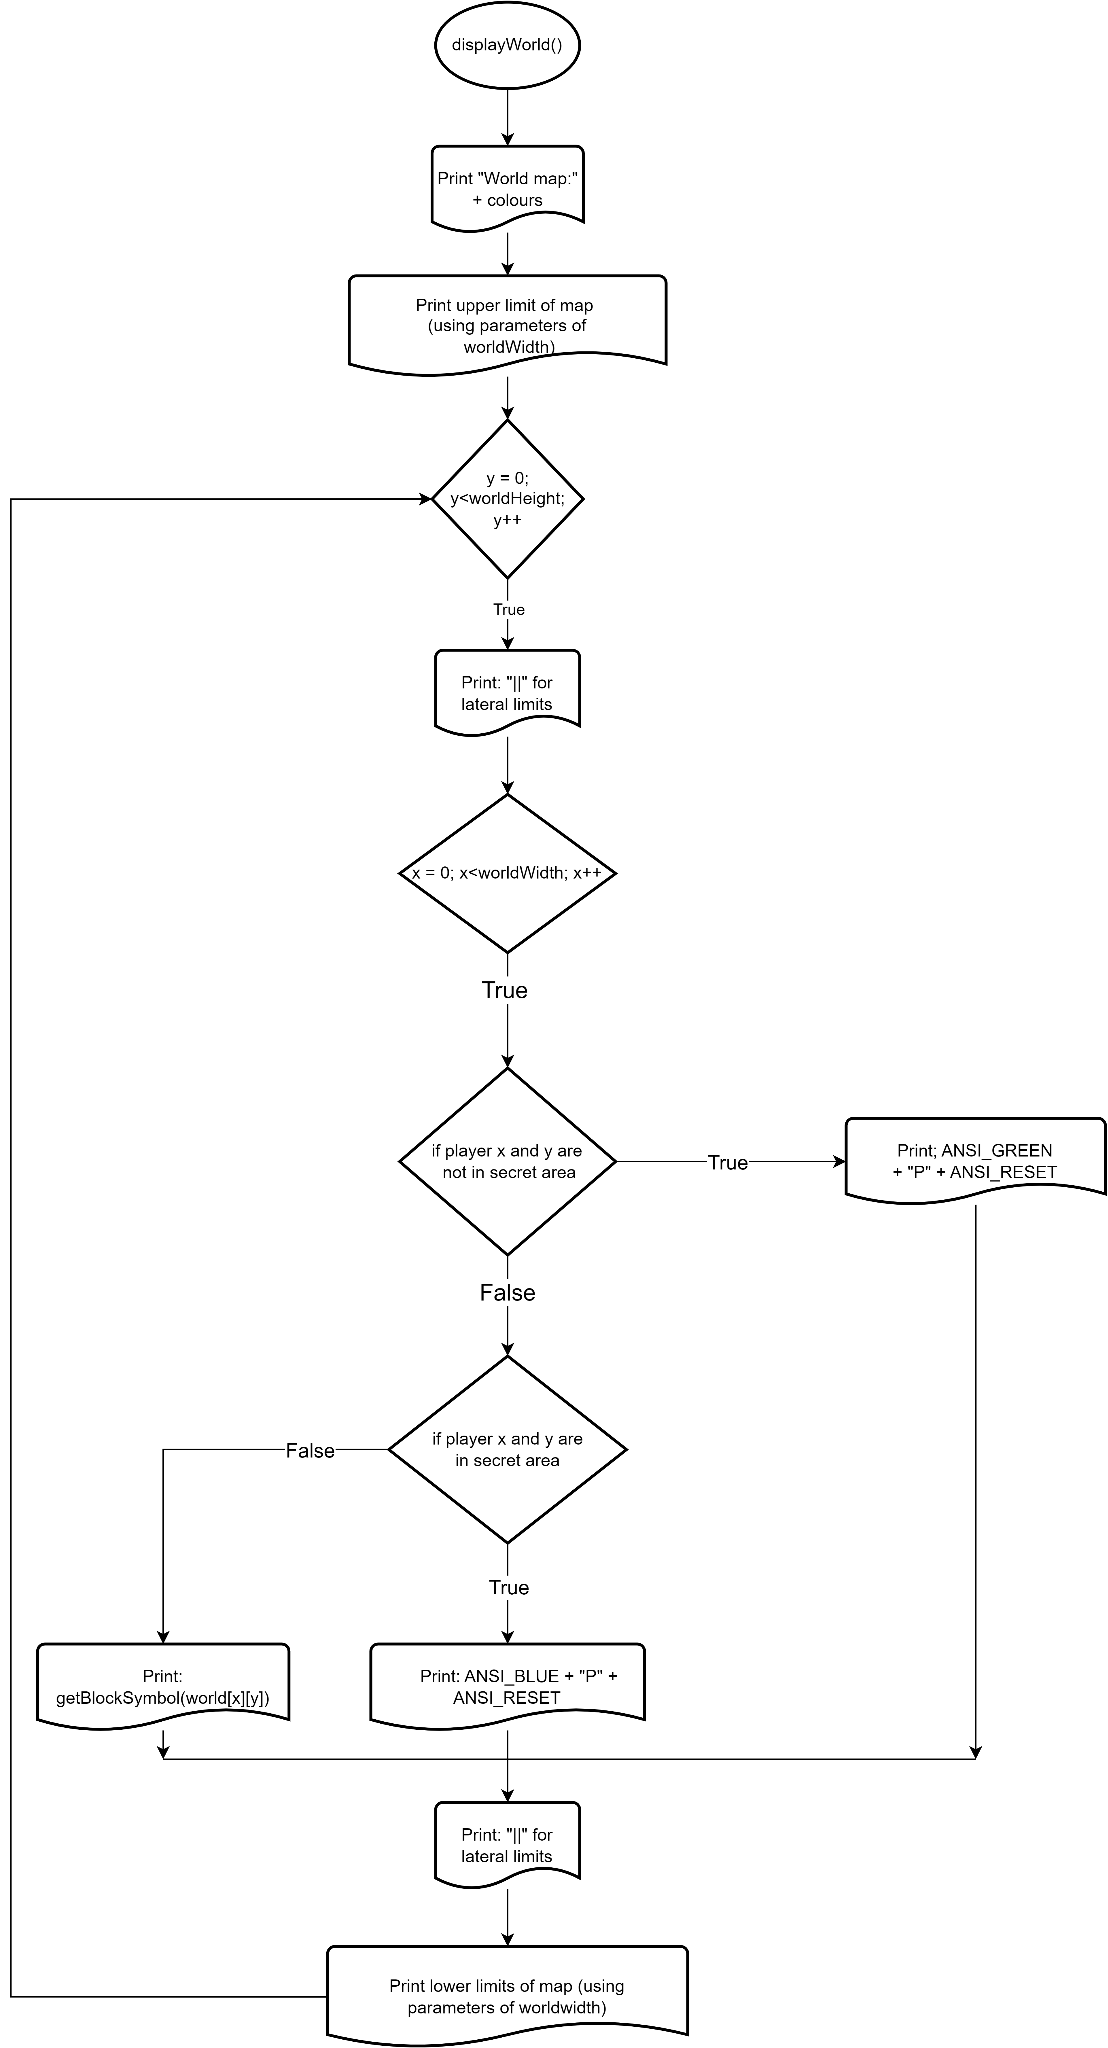 displayWorld()
Print "World map:"
+ colours
Print upper limit of map
(using parameters of
worldWidth)
y = 0;
y<worldHeight;
y++
True
Print: "||" for
lateral limits
x = 0; x<worldWidth; x++
True
if player x and y are
not in secret area
True
Print; ANSI_GREEN
+ "P" + ANSI_RESET
False
if player x and y are
in secret area
False
True
Print:
getBlockSymbol(world[x][y])
Print: ANSI_BLUE + "P" +
ANSI_RESET
Print: "||" for
lateral limits
Print lower limits of map (using
parameters of worldwidth)